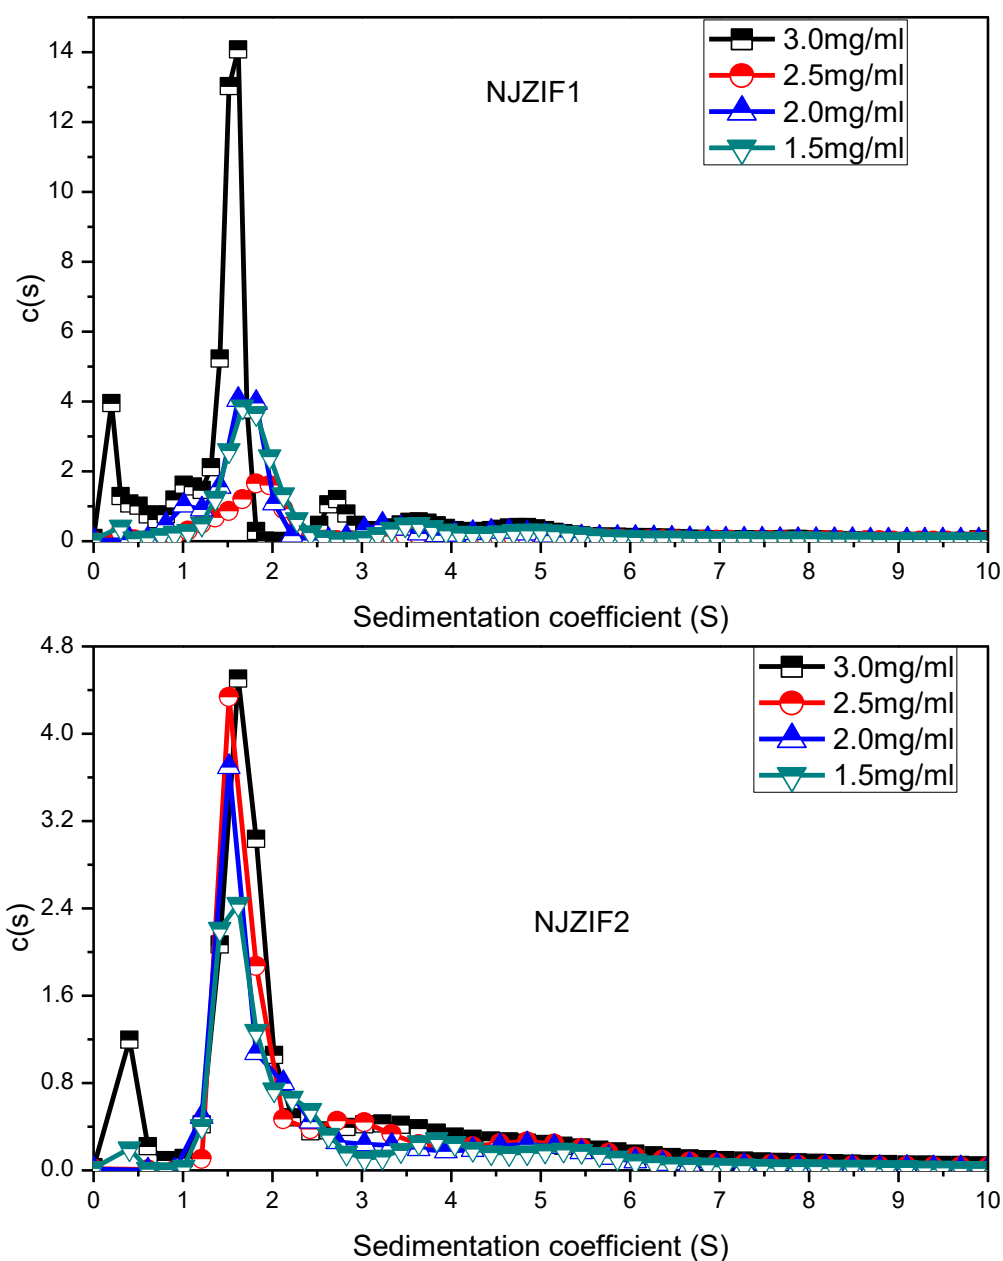 14
12
10
8
6
4
2
0
c(s)
NJZIF1
3.0mg/ml
2.5mg/ml
2.0mg/ml
1.5mg/ml
0 1 2 3 4 5 6 7 8 9 10
Sedimentation coefficient (S)
4.8
4.0
3.2
2.4
1.6
0.8
0.0
c(s)
NJZIF2
3.0mg/ml
2.5mg/ml
2.0mg/ml
1.5mg/ml
0 1 2 3 4 5 6 7 8 9 10
Sedimentation coefficient (S)